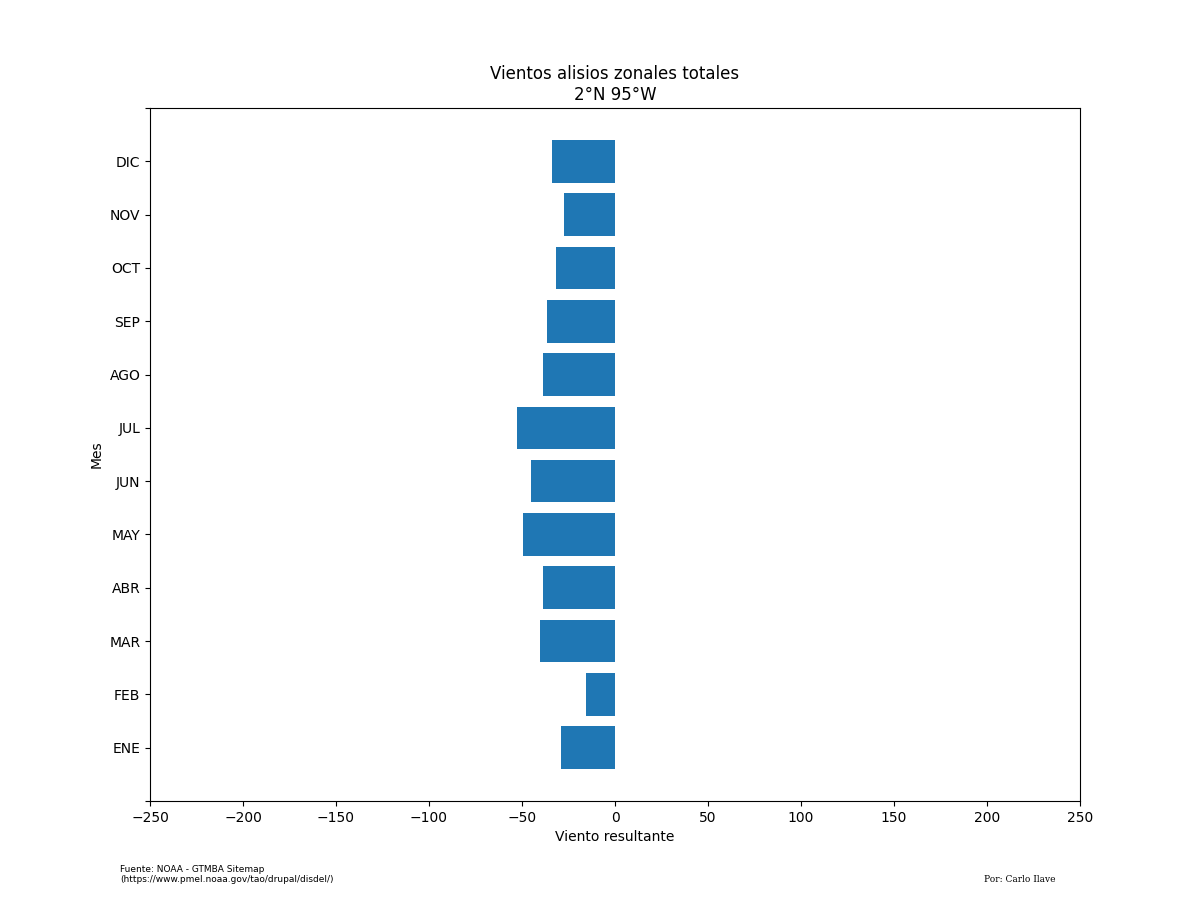 Vientos alisios zonales totales
2°N 95°W
DIC
NOV
OCT
SEP
AGO
JUL
JUN
MAY
ABR
MAR
FEB
ENE
Mes
−250 −200 −150 −100 −50 0 50 100 150 200 250
Viento resultante
Fuente: NOAA - GTMBA Sitemap
(https://www.pmel.noaa.gov/tao/drupal/disdel/)
Por: Carlo Ilave